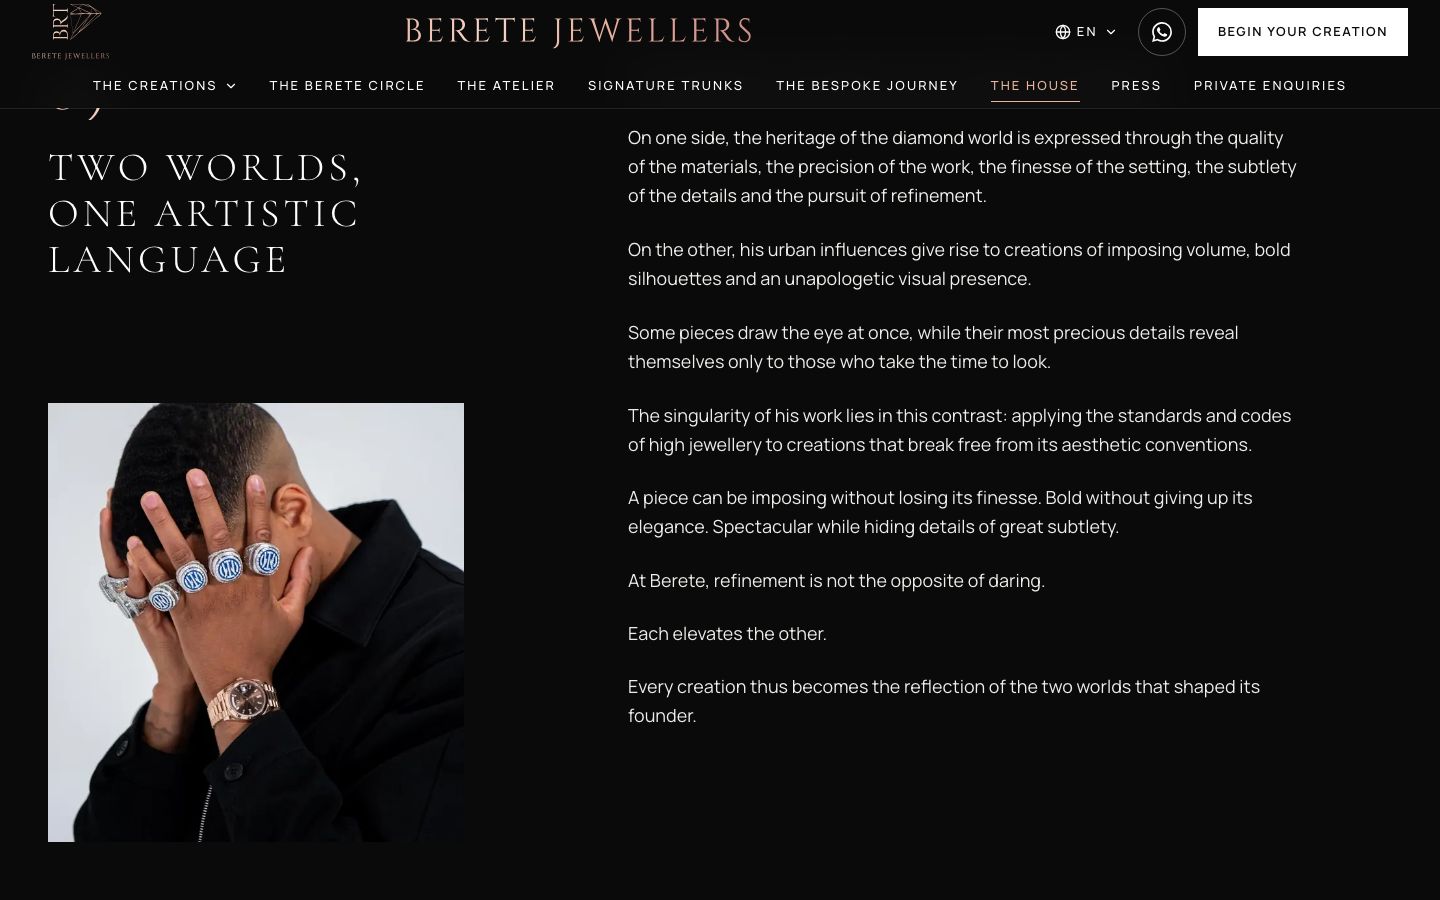 BRT
BERETE JEWELLERS
BERETE JEWELLERS
EN
BEGIN YOUR CREATION
THE CREATIONS
THE BERETE CIRCLE
THE ATELIER
SIGNATURE TRUNKS
THE BESPOKE JOURNEY
THE HOUSE
PRESS
PRIVATE ENQUIRIES
TWO WORLDS,
ONE ARTISTIC
LANGUAGE
On one side, the heritage of the diamond world is expressed through the quality
of the materials, the precision of the work, the finesse of the setting, the subtlety
of the details and the pursuit of refinement.
On the other, his urban influences give rise to creations of imposing volume, bold
silhouettes and an unapologetic visual presence.
Some pieces draw the eye at once, while their most precious details reveal
themselves only to those who take the time to look.
The singularity of his work lies in this contrast: applying the standards and codes
of high jewellery to creations that break free from its aesthetic conventions.
A piece can be imposing without losing its finesse. Bold without giving up its
elegance. Spectacular while hiding details of great subtlety.
At Berete, refinement is not the opposite of daring.
Each elevates the other.
Every creation thus becomes the reflection of the two worlds that shaped its
founder.